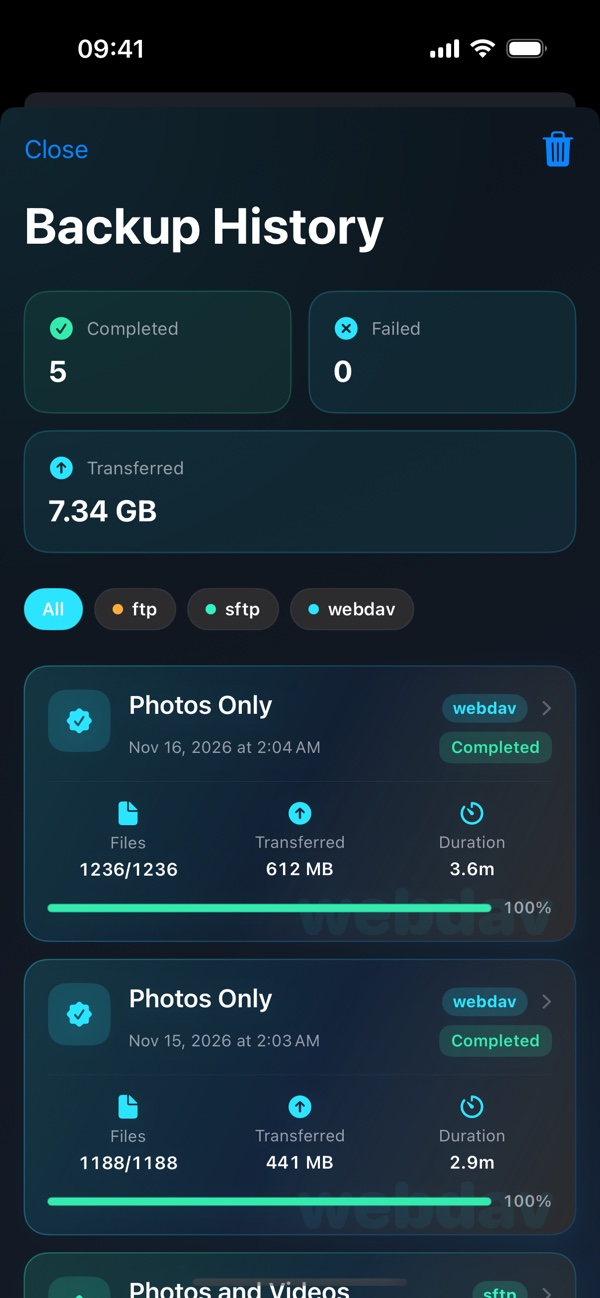 09:41
Close
Backup History
Completed
5
Failed
0
Transferred
7.34 GB
All
ftp
sftp
webdav
Photos Only
webdav
Nov 16, 2026 at 2:04 AM
Completed
Files
Transferred
Duration
1236/1236
612 MB
3.6m
webdav
100%
Photos Only
webdav
Nov 15, 2026 at 2:03 AM
Completed
Files
Transferred
Duration
1188/1188
441 MB
2.9m
webdav
100%
Photos and Videos
sftp